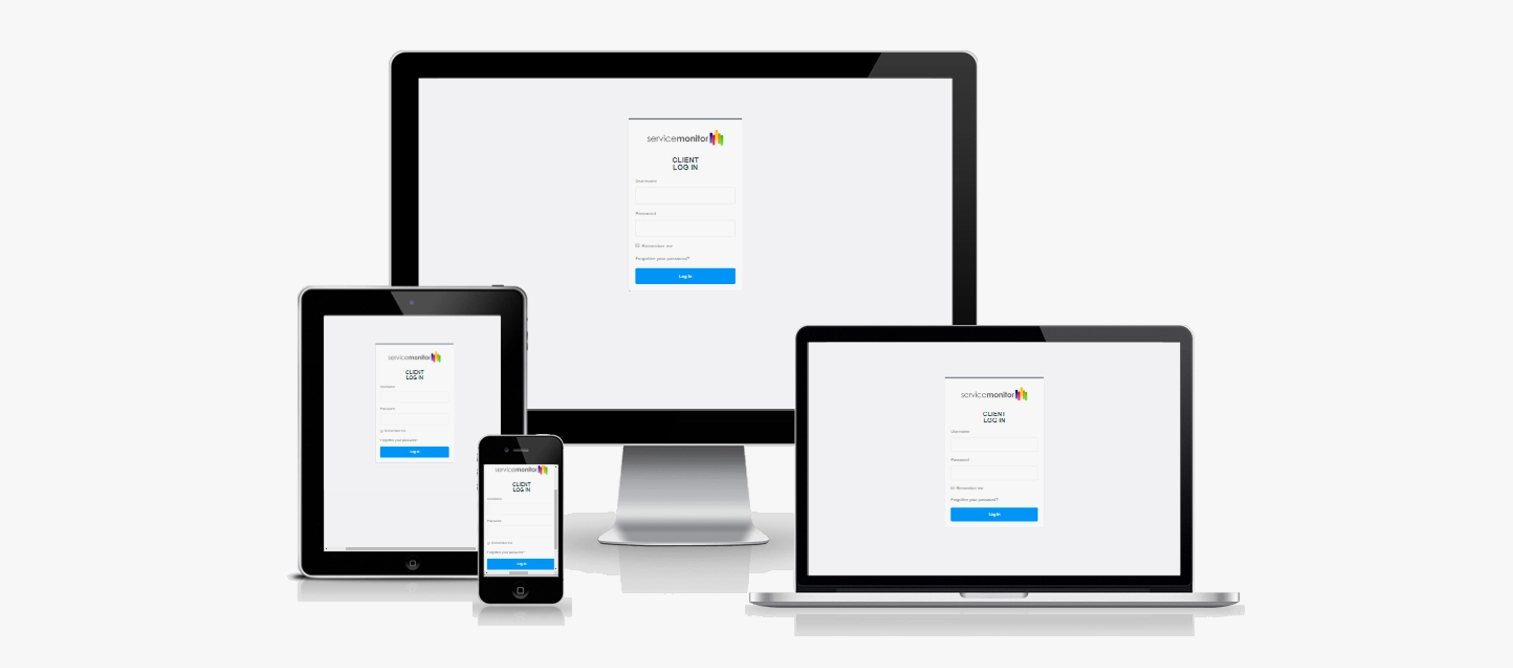 servicemonitor
CLIENT
LOG IN
Username
Password
Remember me
Forgotten your password?
Log In
servicemonitor
CLIENT
LOG IN
Username
Password
Remember me
Forgotten your password?
Log In
servicemonitor
CLIENT
LOG IN
Username
Password
Remember me
Forgotten your password?
Log In
servicemonitor
CLIENT
LOG IN
Username
Password
Remember me
Forgotten your password?
Log In